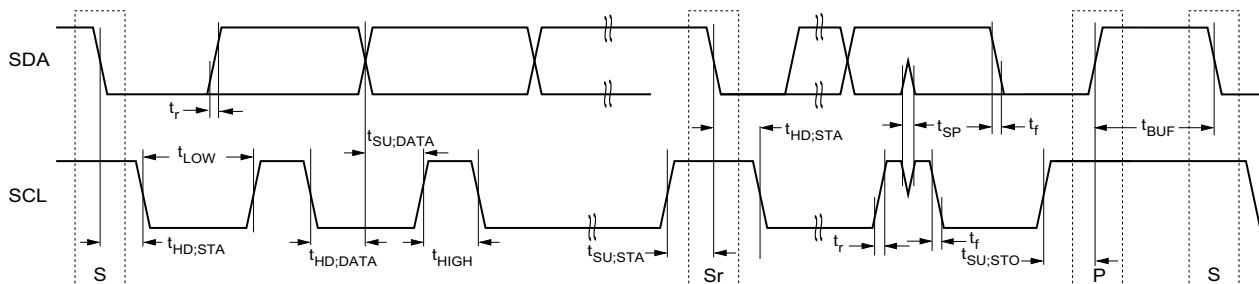 SDA
t_r
t_SU;DATA
t_HD;STA
t_SP
t_f
t_BUF
t_LOW
SCL
t_HD;STA
t_HD;DATA
t_HIGH
t_SU;STA
t_r
t_f
t_SU;STO
S
Sr
P
S